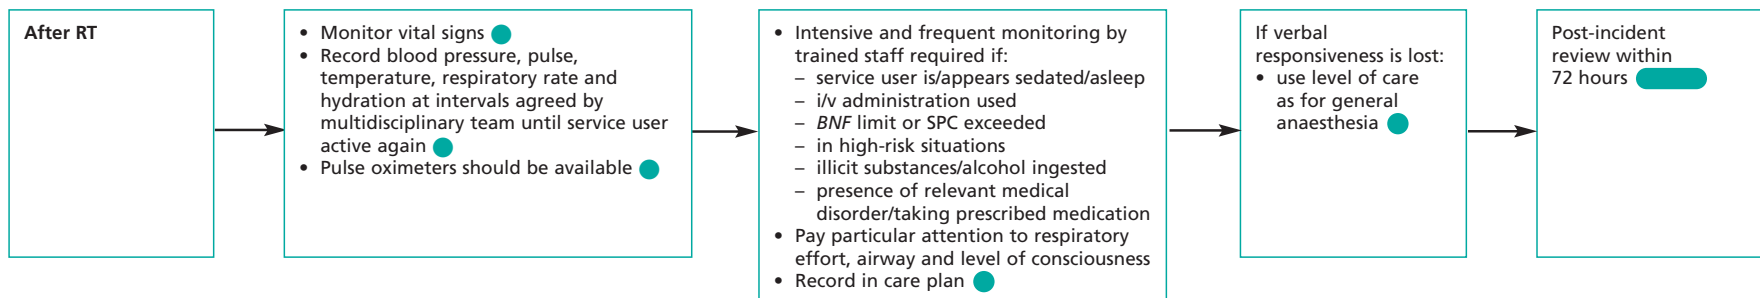 After RT
• Monitor vital signs
• Record blood pressure, pulse,
temperature, respiratory rate and
hydration at intervals agreed by
multidisciplinary team until service user
active again
• Pulse oximeters should be available
• Intensive and frequent monitoring by
trained staff required if:
– service user is/appears sedated/asleep
– i/v administration used
– BNF limit or SPC exceeded
– in high-risk situations
– illicit substances/alcohol ingested
– presence of relevant medical
disorder/taking prescribed medication
• Pay particular attention to respiratory
effort, airway and level of consciousness
• Record in care plan
If verbal
responsiveness is lost:
• use level of care
as for general
anaesthesia
Post-incident
review within
72 hours